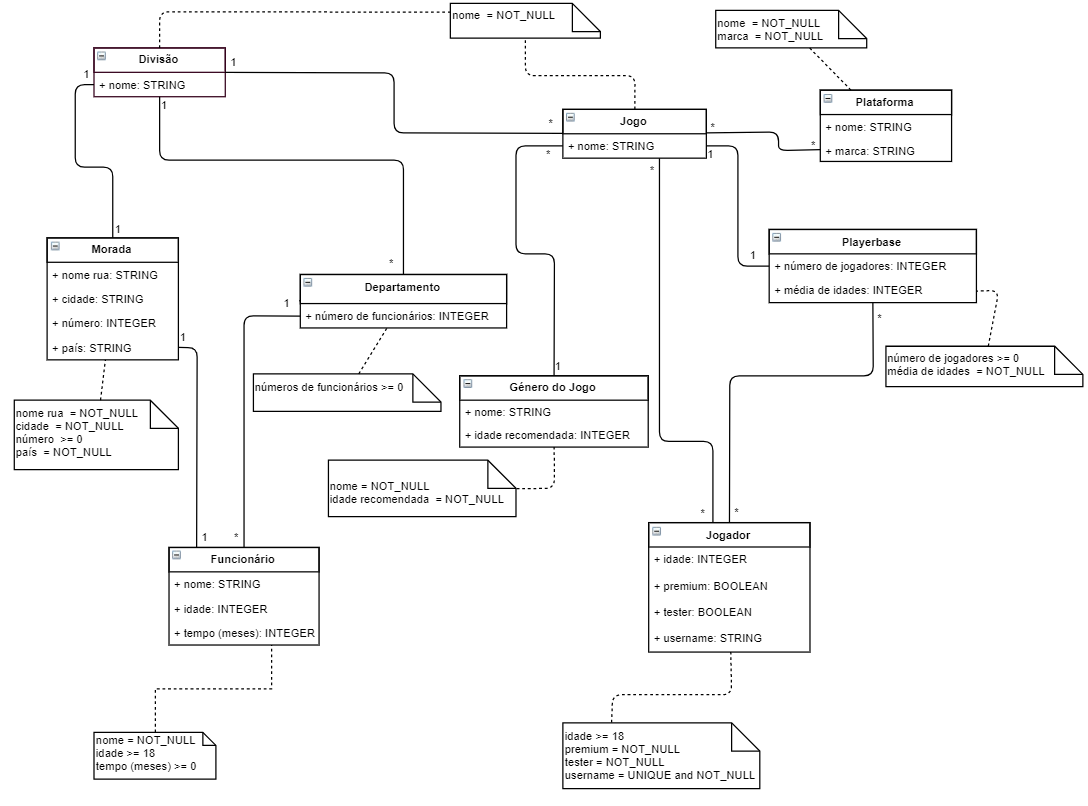 nome = NOT_NULL
nome = NOT_NULL
marca = NOT_NULL
Divisão
+ nome: STRING
1
1
1
Plataforma
+ nome: STRING
+ marca: STRING
Jogo
+ nome: STRING
*
*
*
*
1
*
Morada
+ nome rua: STRING
+ cidade: STRING
+ número: INTEGER
+ país: STRING
1
1
Playerbase
+ número de jogadores: INTEGER
+ média de idades: INTEGER
1
*
Departamento
+ número de funcionários: INTEGER
*
1
número de jogadores >= 0
média de idades = NOT_NULL
números de funcionários >= 0
Género do Jogo
+ nome: STRING
+ idade recomendada: INTEGER
1
nome rua = NOT_NULL
cidade = NOT_NULL
número >= 0
país = NOT_NULL
nome = NOT_NULL
idade recomendada = NOT_NULL
1
*
*
*
Funcionário
+ nome: STRING
+ idade: INTEGER
+ tempo (meses): INTEGER
Jogador
+ idade: INTEGER
+ premium: BOOLEAN
+ tester: BOOLEAN
+ username: STRING
nome = NOT_NULL
idade >= 18
tempo (meses) >= 0
idade >= 18
premium = NOT_NULL
tester = NOT_NULL
username = UNIQUE and NOT_NULL